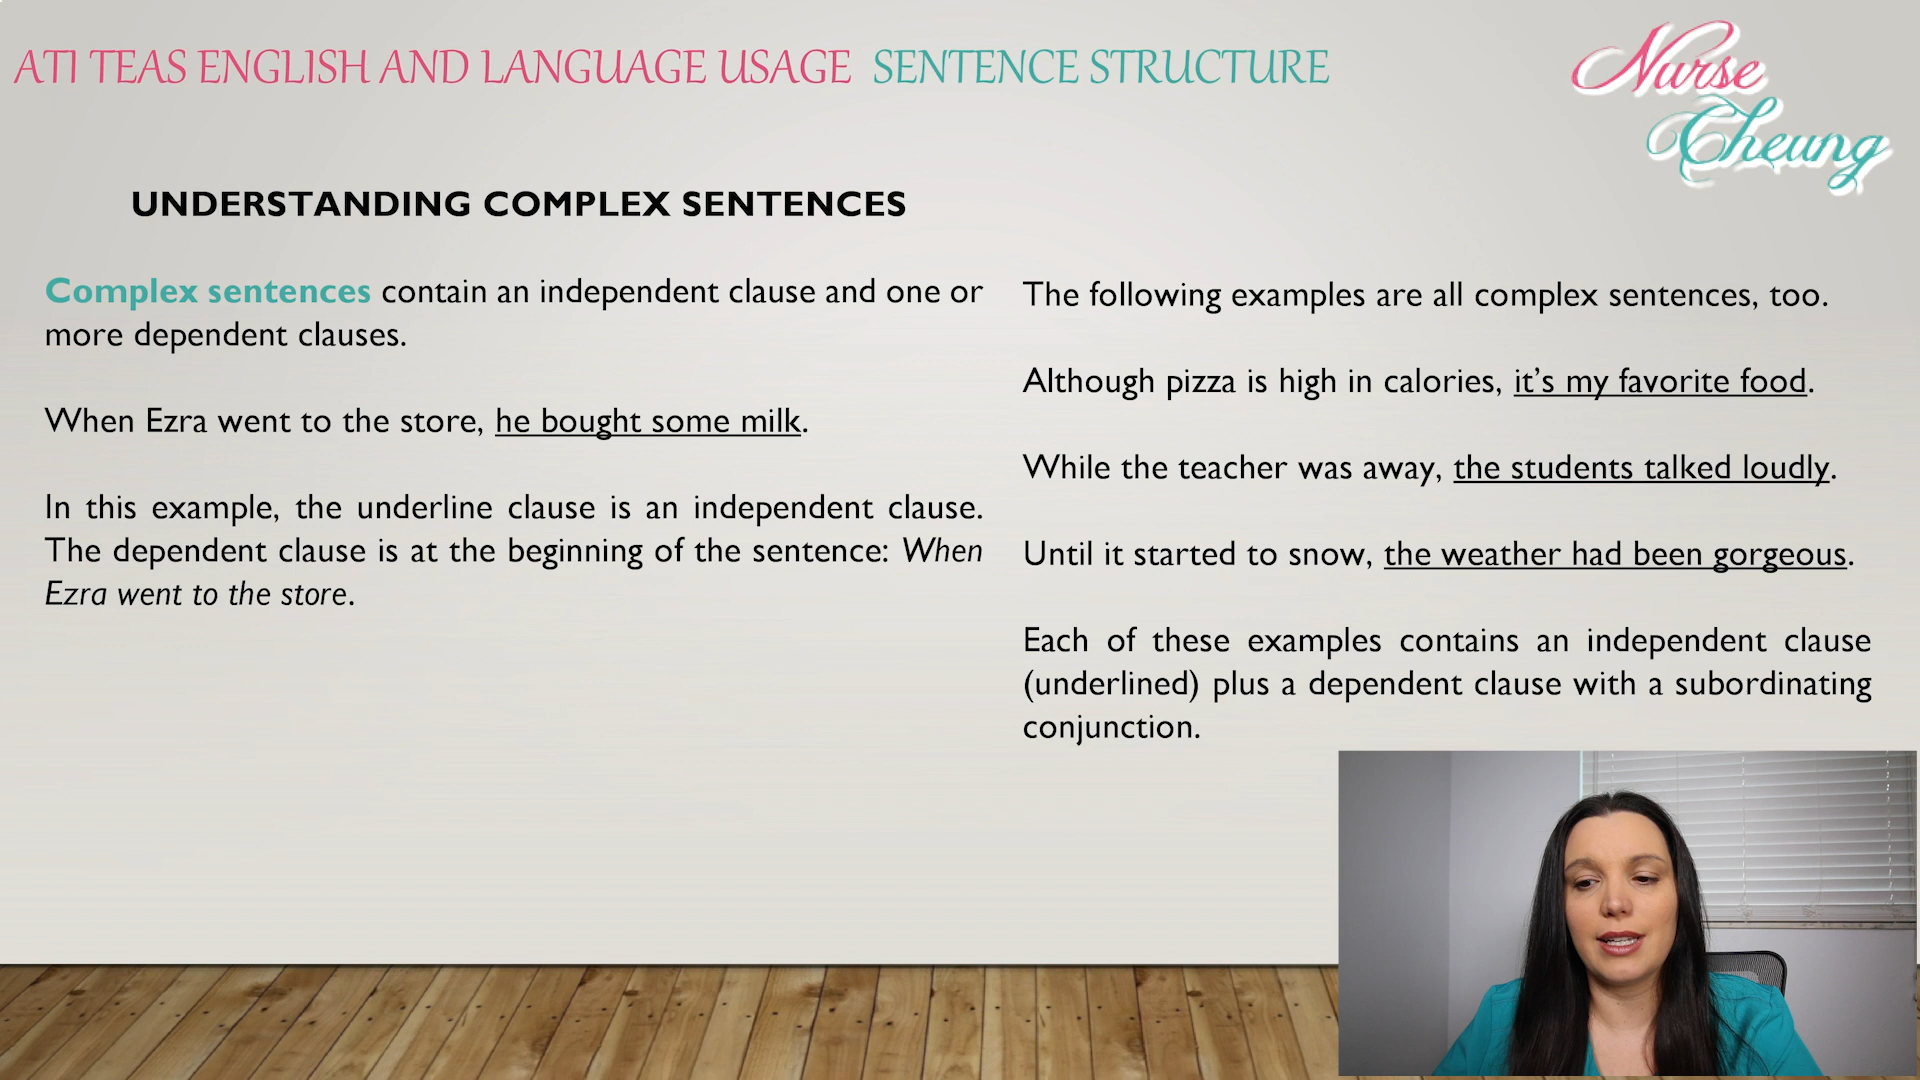 ATI TEAS ENGLISH AND LANGUAGE USAGE SENTENCE STRUCTURE
Nurse
Cheung
UNDERSTANDING COMPLEX SENTENCES
Complex sentences contain an independent clause and one or
more dependent clauses.
When Ezra went to the store, he bought some milk.
In this example, the underline clause is an independent clause.
The dependent clause is at the beginning of the sentence: When
Ezra went to the store.
The following examples are all complex sentences, too.
Although pizza is high in calories, it's my favorite food.
While the teacher was away, the students talked loudly.
Until it started to snow, the weather had been gorgeous.
Each of these examples contains an independent clause
(underlined) plus a dependent clause with a subordinating
conjunction.